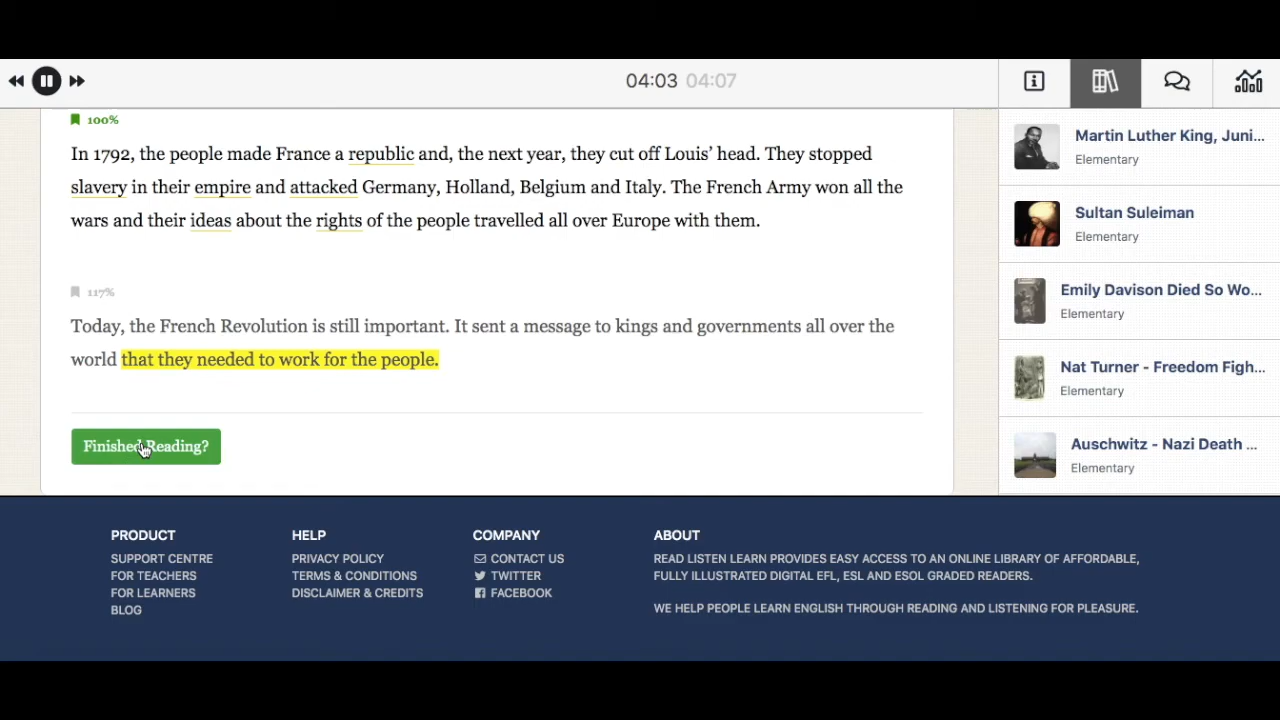 04:03 04:07
100%
In 1792, the people made France a republic and, the next year, they cut off Louis’ head. They stopped
slavery in their empire and attacked Germany, Holland, Belgium and Italy. The French Army won all the
wars and their ideas about the rights of the people travelled all over Europe with them.
117%
Today, the French Revolution is still important. It sent a message to kings and governments all over the
world that they needed to work for the people.
Finished Reading?
Martin Luther King, Juni...
Elementary
Sultan Suleiman
Elementary
Emily Davison Died So Wo...
Elementary
Nat Turner - Freedom Figh...
Elementary
Auschwitz - Nazi Death ...
Elementary
PRODUCT
SUPPORT CENTRE
FOR TEACHERS
FOR LEARNERS
BLOG
HELP
PRIVACY POLICY
TERMS & CONDITIONS
DISCLAIMER & CREDITS
COMPANY
CONTACT US
TWITTER
FACEBOOK
ABOUT
READ LISTEN LEARN PROVIDES EASY ACCESS TO AN ONLINE LIBRARY OF AFFORDABLE,
FULLY ILLUSTRATED DIGITAL EFL, ESL AND ESOL GRADED READERS.
WE HELP PEOPLE LEARN ENGLISH THROUGH READING AND LISTENING FOR PLEASURE.